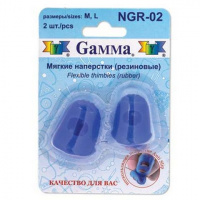 размеры/sizes: M, L
NGR-02
2 шт./pcs
Gamma
Мягкие наперстки (резиновые)
Flexible thimbles (rubber)
КАЧЕСТВО ДЛЯ ВАС